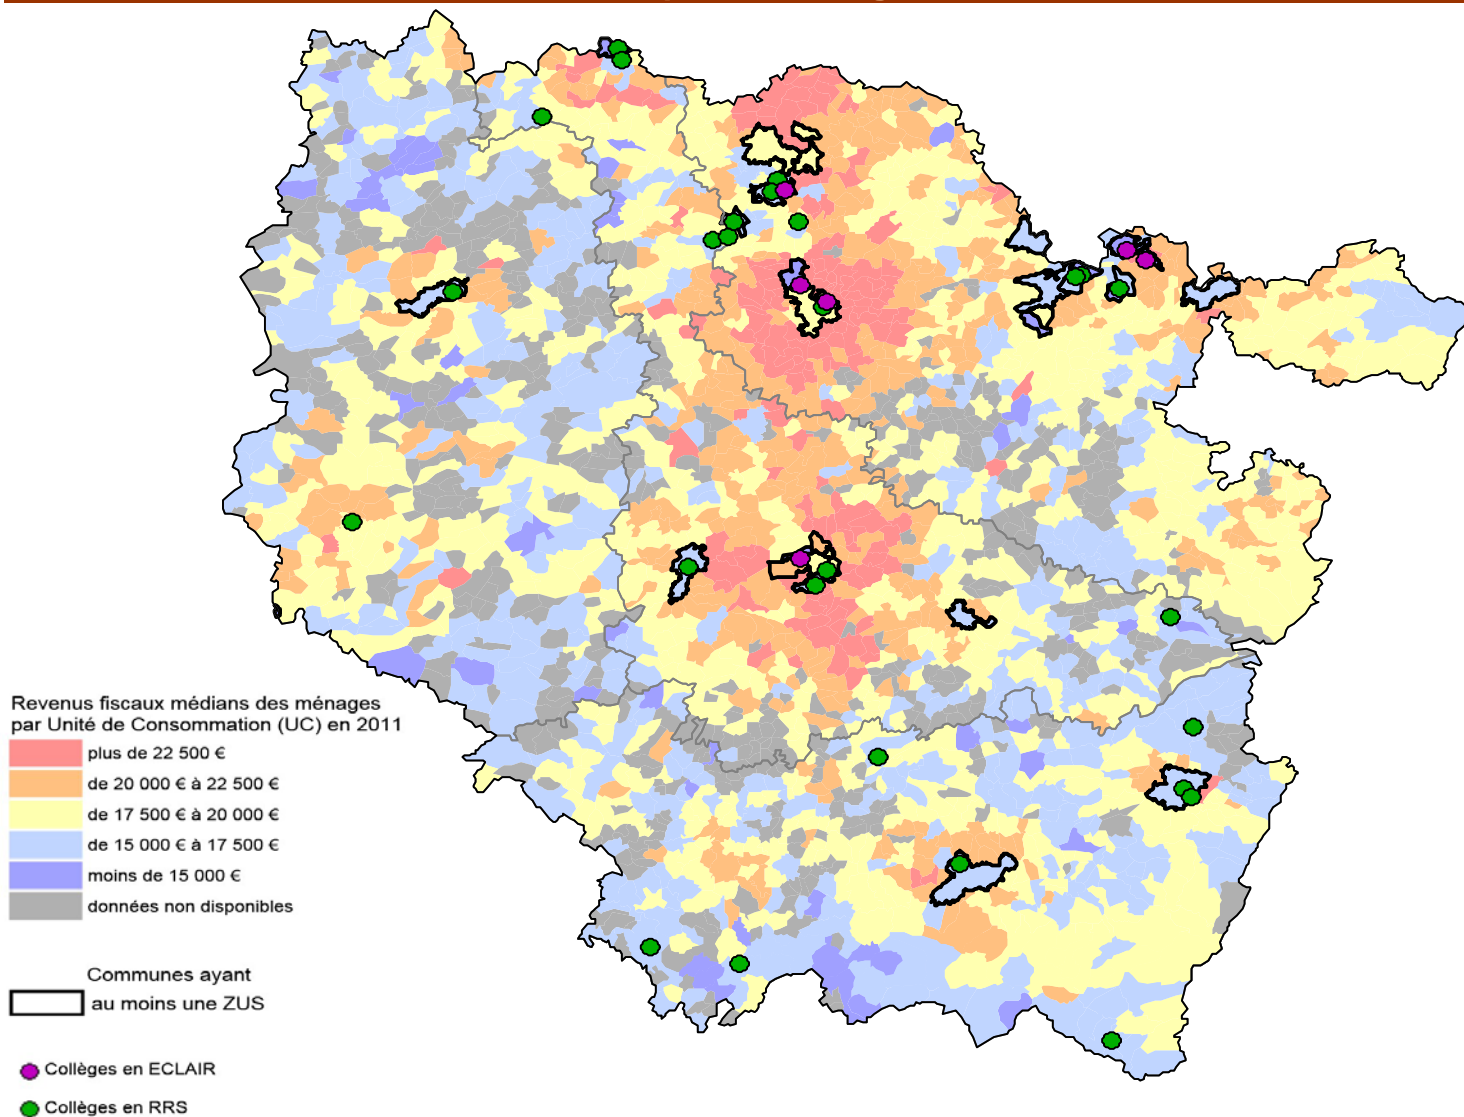 Revenus fiscaux médians des ménages
par Unité de Consommation (UC) en 2011
plus de 22 500 €
de 20 000 € à 22 500 €
de 17 500 € à 20 000 €
de 15 000 € à 17 500 €
moins de 15 000 €
données non disponibles
Communes ayant
au moins une ZUS
Collèges en ECLAIR
Collèges en RRS